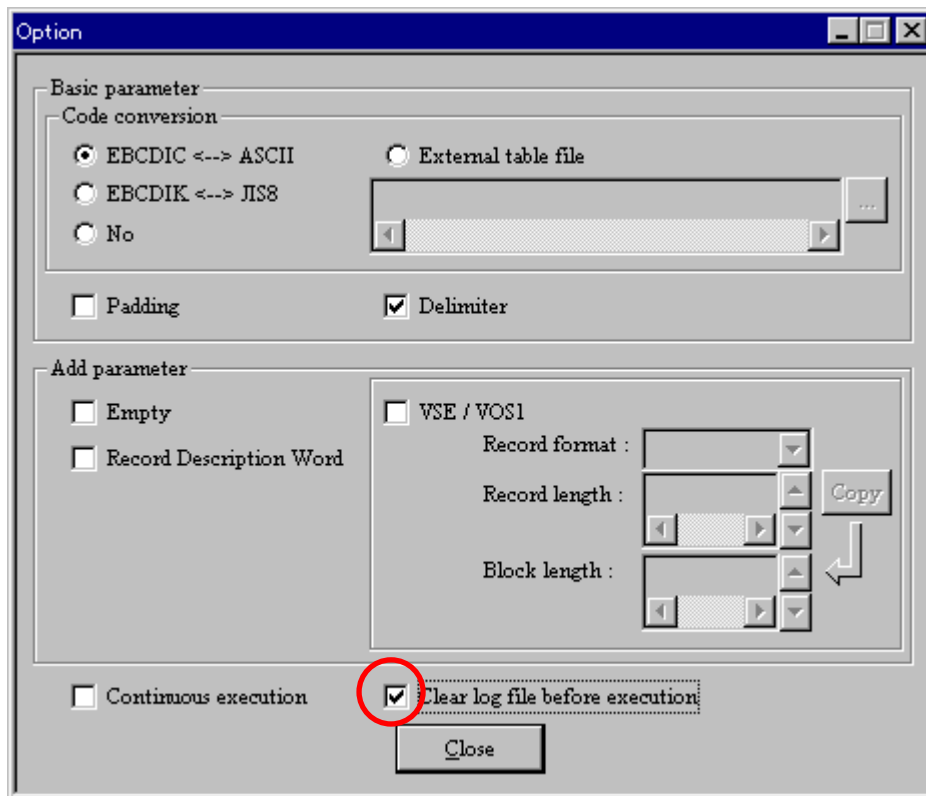 Option
Basic parameter
Code conversion
EBCDIC <--> ASCII
External table file
EBCDIK <--> JIS8
...
No
Padding
Delimiter
Add parameter
Empty
VSE / VOS1
Record format :
Record Description Word
Record length :
Copy
Block length :
Continuous execution
Clear log file before execution
Close